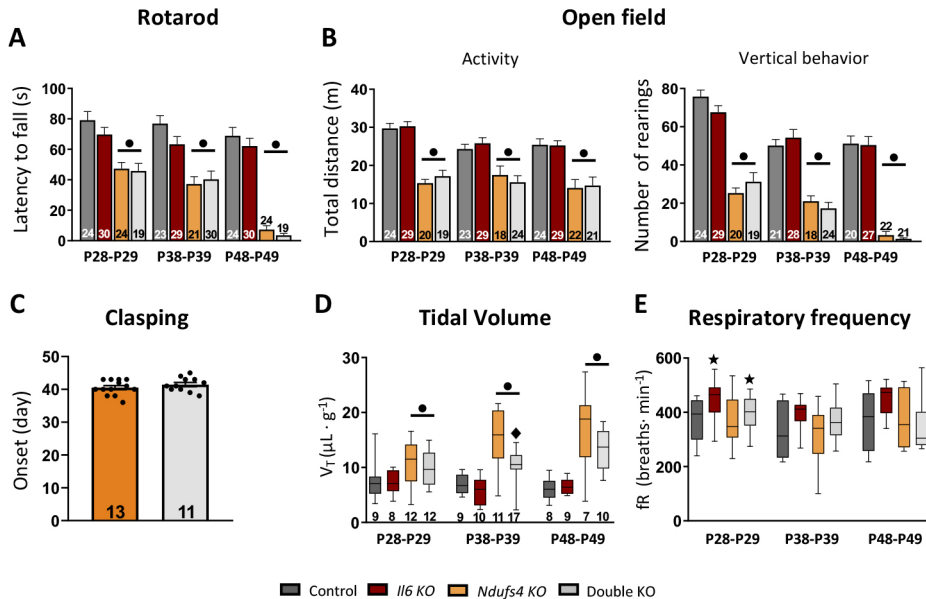 Rotarod
Open field
A
B
Activity
Vertical behavior
Latency to fall (s)
100
80
60
40
20
0
24 30 24 19
23 29 21 30
24 30 24 19
P28-P29 P38-P39 P48-P49
Total distance (m)
50
40
30
20
10
0
24 29 20 19
23 29 18 24
24 29 22 21
P28-P29 P38-P39 P48-P49
Number of rearings
80
60
40
20
0
24 29 20 19
21 28 18 24
20 27 22 21
P28-P29 P38-P39 P48-P49
C
Clasping
D
Tidal Volume
E
Respiratory frequency
Onset (day)
50
40
30
20
10
0
13 11
V_T (µL · g⁻¹)
30
20
10
0
9 8 12 12
9 10 11 17
8 9 7 10
P28-P29 P38-P39 P48-P49
fR (breaths· min⁻¹)
600
400
200
0
P28-P29 P38-P39 P48-P49
Control Il6 KO Ndufs4 KO Double KO